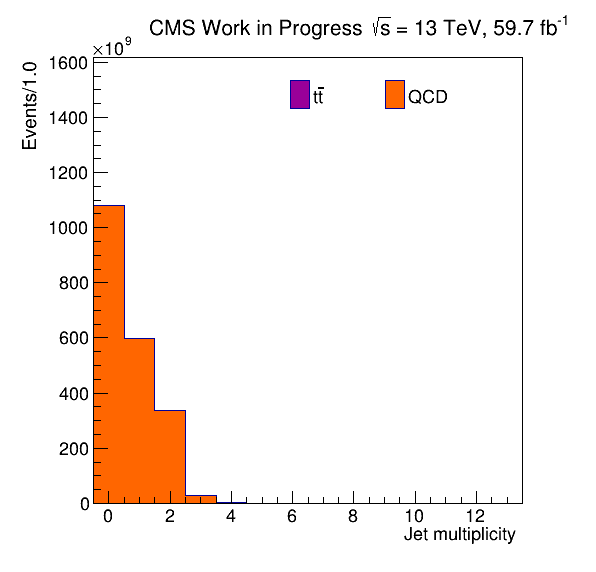 CMS Work in Progress √s = 13 TeV, 59.7 fb⁻¹
×10⁹
Events/1.0
1600
1400
1200
1000
800
600
400
200
0
tt̄
QCD
0 2 4 6 8 10 12
Jet multiplicity